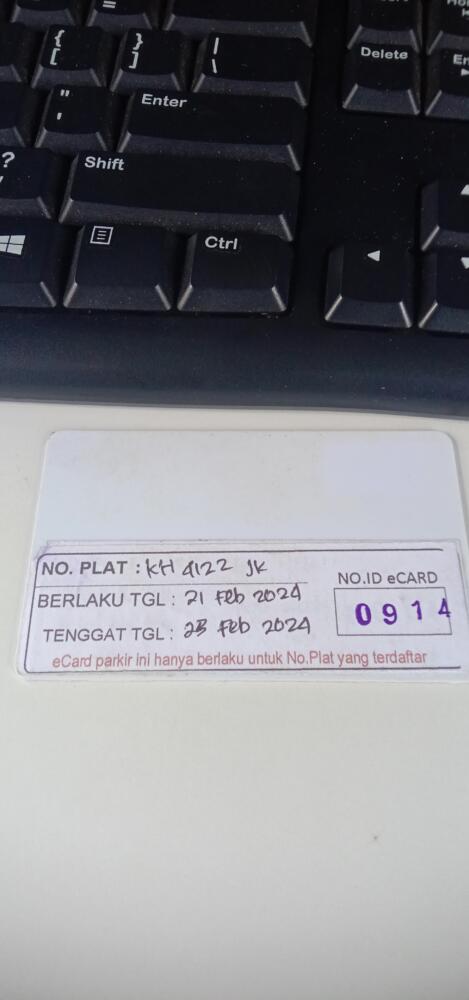 =
{ } |
[ ] \
Delete
" Enter
'
? Shift
Ctrl
NO. PLAT : KH 4122 JK
BERLAKU TGL : 21 Feb 2024
NO.ID eCARD
0914
TENGGAT TGL : 23 Feb 2024
eCard parkir ini hanya berlaku untuk No.Plat yang terdaftar